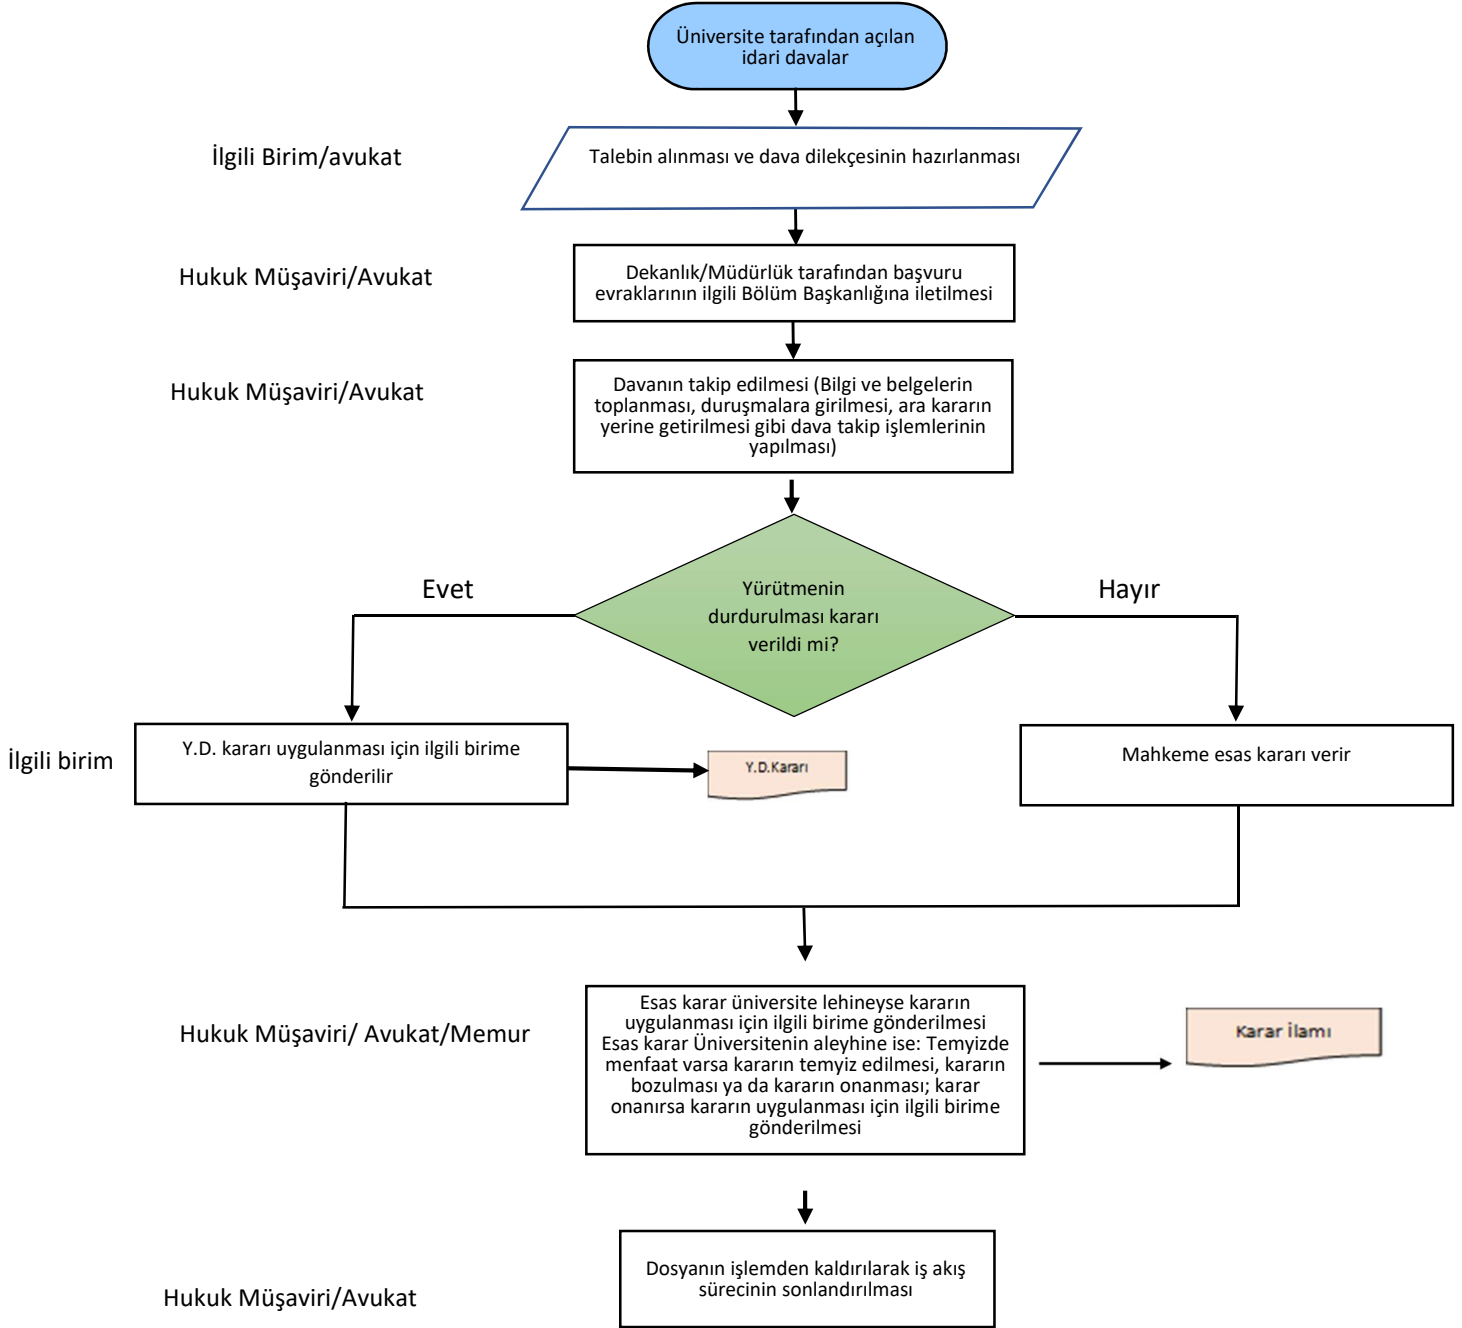 Üniversite tarafından açılan
idari davalar
İlgili Birim/avukat
Talebin alınması ve dava dilekçesinin hazırlanması
Hukuk Müşaviri/Avukat
Dekanlık/Müdürlük tarafından başvuru
evraklarının ilgili Bölüm Başkanlığına iletilmesi
Hukuk Müşaviri/Avukat
Davanın takip edilmesi (Bilgi ve belgelerin
toplanması, duruşmalara girilmesi, ara kararın
yerine getirilmesi gibi dava takip işlemlerinin
yapılması)
Evet
Hayır
Yürütmenin
durdurulması kararı
verildi mi?
İlgili birim
Y.D. kararı uygulanması için ilgili birime
gönderilir
Y.D.Kararı
Mahkeme esas kararı verir
Hukuk Müşaviri/ Avukat/Memur
Esas karar üniversite lehineyse kararın
uygulanması için ilgili birime gönderilmesi
Esas karar Üniversitenin aleyhine ise: Temyizde
menfaat varsa kararın temyiz edilmesi, kararın
bozulması ya da kararın onanması; karar
onanırsa kararın uygulanması için ilgili birime
gönderilmesi
Karar İlamı
Hukuk Müşaviri/Avukat
Dosyanın işlemden kaldırılarak iş akış
sürecinin sonlandırılması